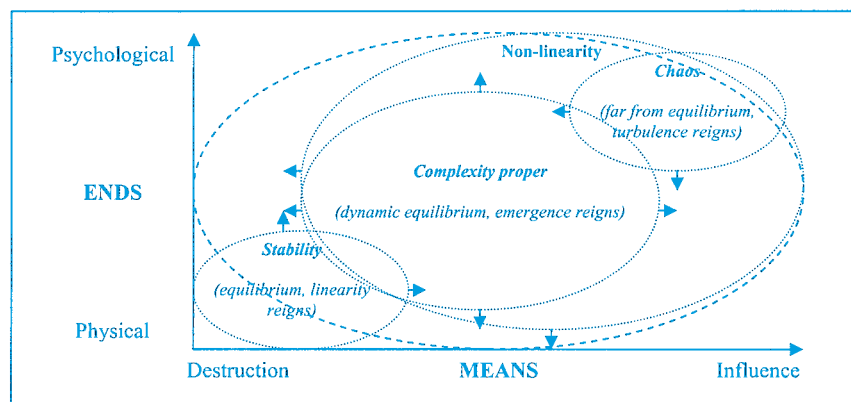 Psychological
Non-linearity
Chaos
(far from equilibrium,
turbulence reigns)
Complexity proper
ENDS
(dynamic equilibrium, emergence reigns)
Stability
(equilibrium, linearity
reigns)
Physical
Destruction
MEANS
Influence